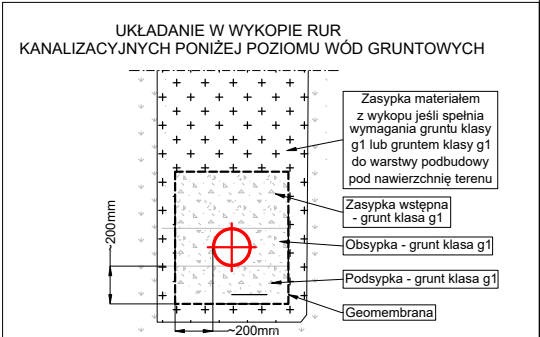 UKŁADANIE W WYKOPIE RUR
KANALIZACYJNYCH PONIŻEJ POZIOMU WÓD GRUNTOWYCH
Zasypka materiałem
z wykopu jeśli spełnia
wymagania gruntu klasy
g1 lub gruntem klasy g1
do warstwy podbudowy
pod nawierzchnię terenu
Zasypka wstępna
- grunt klasa g1
Obsypka - grunt klasa g1
Podsypka - grunt klasa g1
Geomembrana
~200mm
~200mm